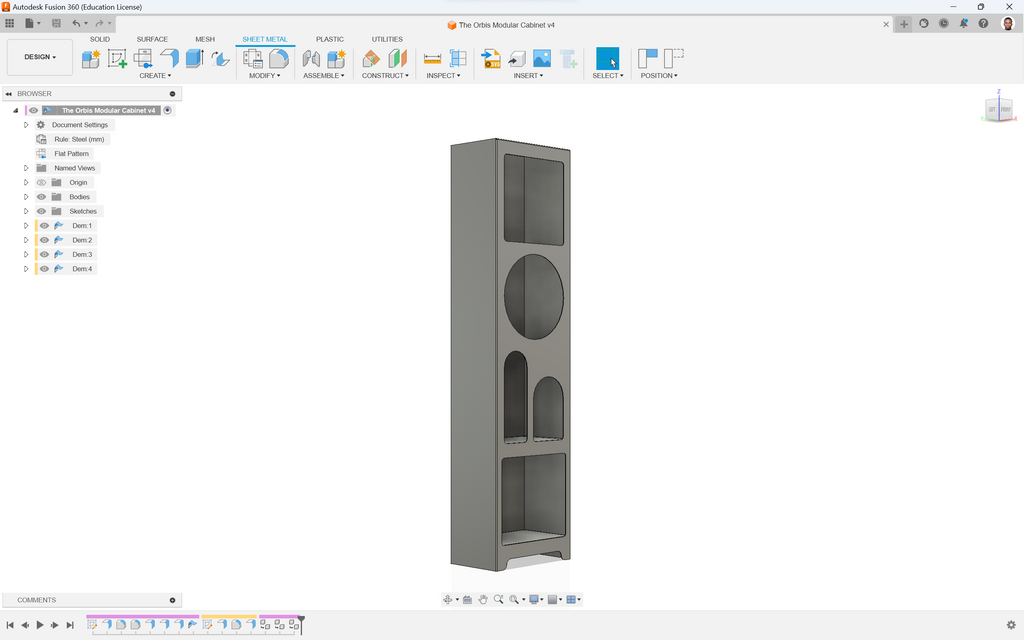 Autodesk Fusion 360 (Education License)
The Orbis Modular Cabinet v4
SOLID SURFACE MESH SHEET METAL PLASTIC UTILITIES
DESIGN
CREATE MODIFY ASSEMBLE CONSTRUCT INSPECT INSERT SELECT POSITION
BROWSER
The Orbis Modular Cabinet v4
Document Settings
Rule: Steel (mm)
Flat Pattern
Named Views
Origin
Bodies
Sketches
Dem:1
Dem:2
Dem:3
Dem:4
Z
COMMENTS